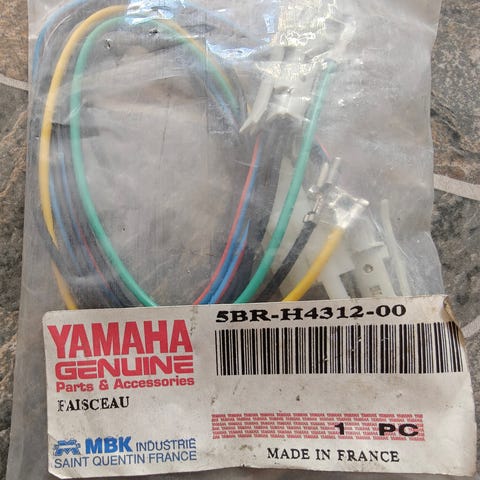 5BR-H4312-00
YAMAHA
GENUINE
Parts & Accessories
FAISCEAU
1 PC
MBK INDUSTRIE
SAINT QUENTIN FRANCE
MADE IN FRANCE